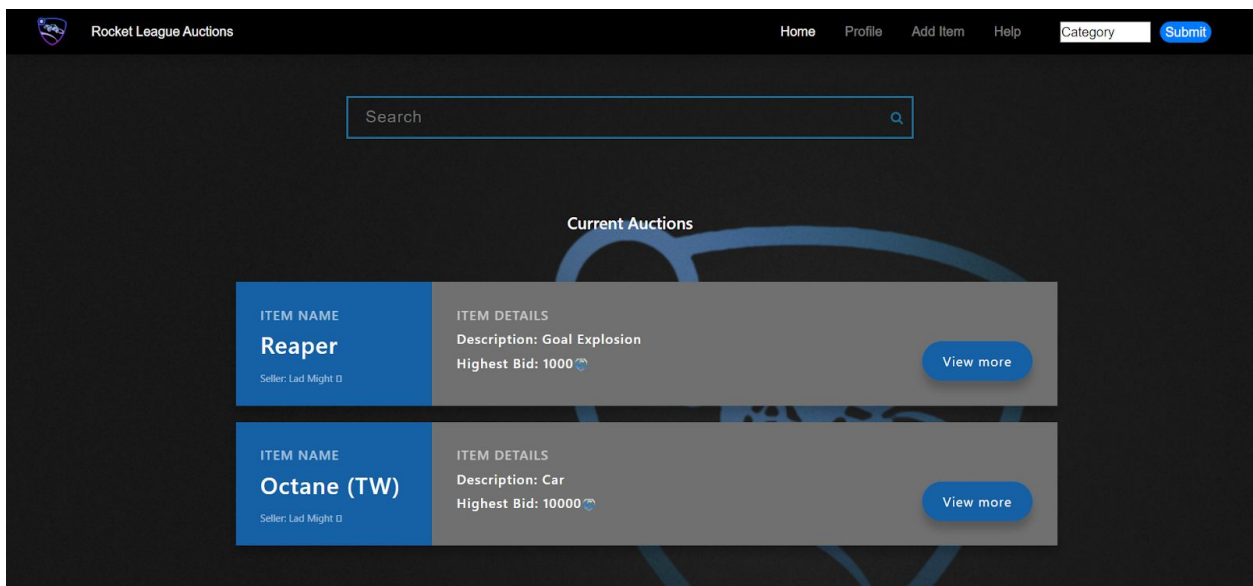 Rocket League Auctions
Home
Profile
Add Item
Help
Category
Submit
Search
Current Auctions
ITEM NAME
Reaper
Seller: Lad Might
ITEM DETAILS
Description: Goal Explosion
Highest Bid: 1000
View more
ITEM NAME
Octane (TW)
Seller: Lad Might
ITEM DETAILS
Description: Car
Highest Bid: 10000
View more